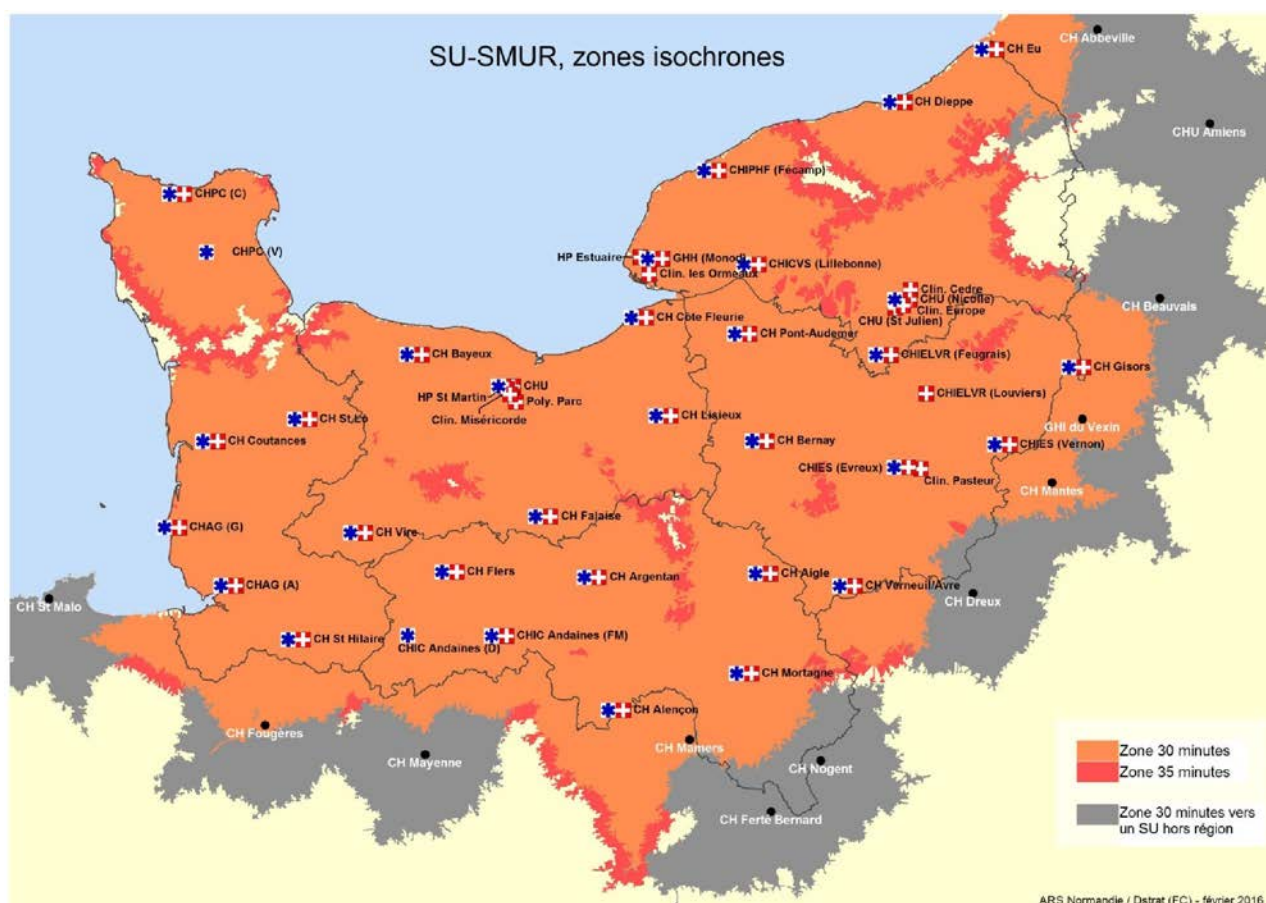 SU-SMUR, zones isochrones
CH Abbeville
CH Eu
CH Dieppe
CHU Amiens
CHIPHF (Fécamp)
CHPC (C)
CHPC (V)
HP Estuaire
GHH (Monod)
Clin. les Ormeaux
CHICVS (Lillebonne)
Clin. Cedre
CHU (Nicolle)
Clin. Europe
CHU (St Julien)
CH Beauvais
CH Cote Fleurie
CH Pont-Audemer
CH Bayeux
CHIELVR (Feugrais)
CH Gisors
CHU
HP St Martin
Poly. Parc
Clin. Miséricorde
CHIELVR (Louviers)
CH St Lo
CH Lisieux
GHI du Vexin
CH Coutances
CH Bernay
CHIES (Vernon)
CHIES (Evreux)
Clin. Pasteur
CH Mantes
CHAG (G)
CH Falaise
CH Vire
CH Flers
CH Argentan
CH Aigle
CH Verneuil/Avre
CHAG (A)
CH St Malo
CH Dreux
CH St Hilaire
CHIC Andaines (D)
CHIC Andaines (FM)
CH Mortagne
CH Alençon
CH Fougères
CH Mamers
CH Mayenne
CH Nogent
CH Ferté Bernard
Zone 30 minutes
Zone 35 minutes
Zone 30 minutes vers
un SU hors région
ARS Normandie / Dstrat (FC) - février 2016